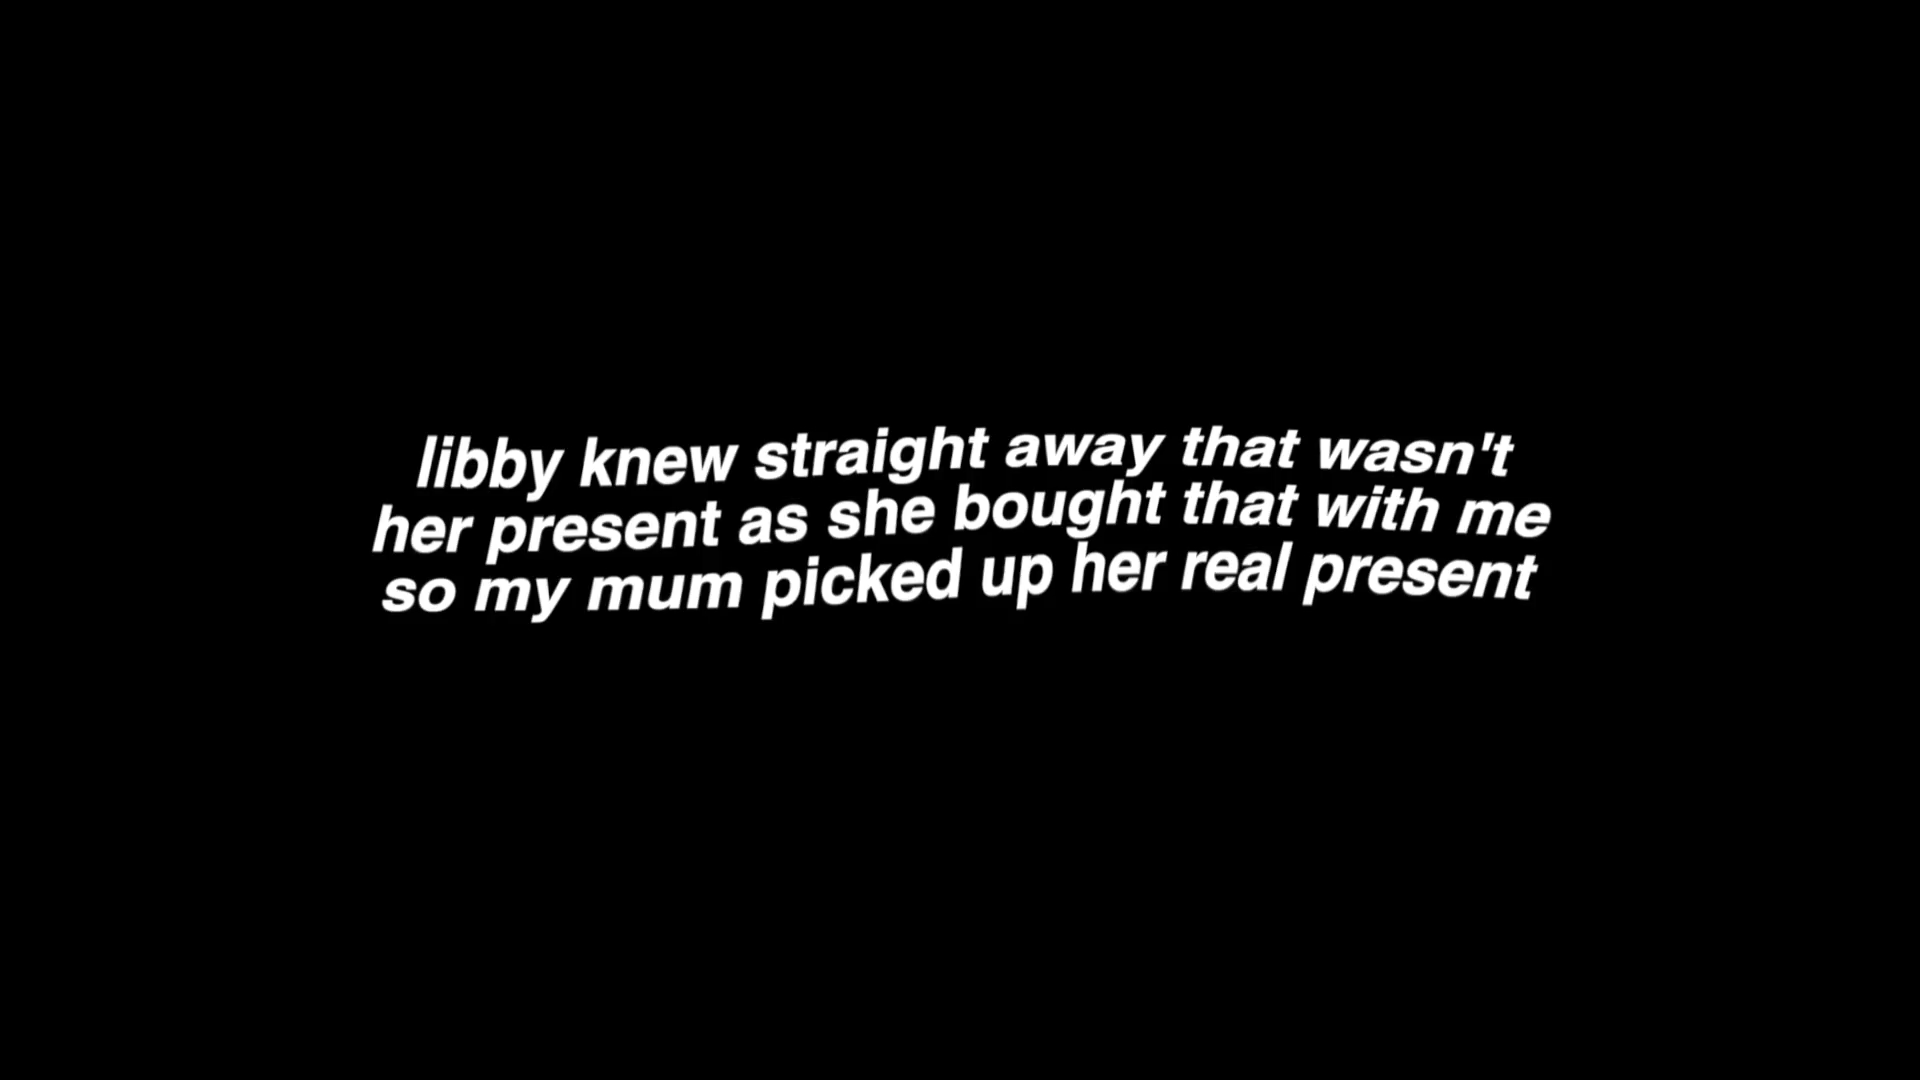 libby knew straight away that wasn't
her present as she bought that with me
so my mum picked up her real present